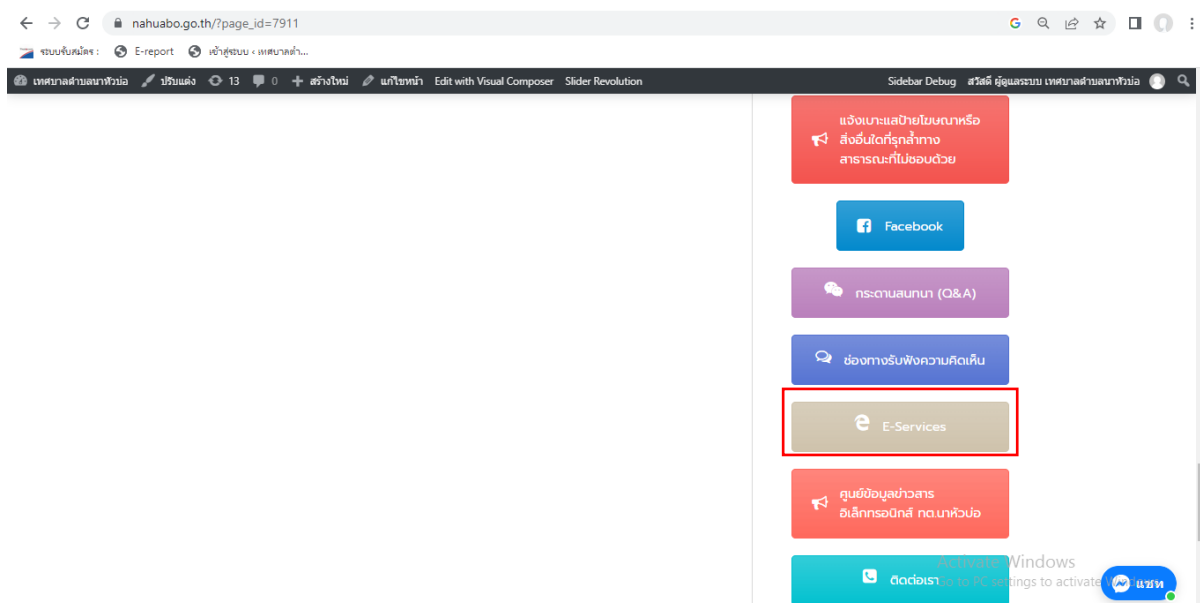 nahuabo.go.th/?page_id=7911
ระบบรับสมัคร :
E-report
เข้าสู่ระบบ ‹ เทศบาลตำ...
เทศบาลตำบลนาหัวบ่อ
ปรับแต่ง
13
0
สร้างใหม่
แก้ไขหน้า
Edit with Visual Composer
Slider Revolution
Sidebar Debug
สวัสดี ผู้ดูแลระบบ เทศบาลตำบลนาหัวบ่อ
แจ้งเบาะแสป้ายโฆษณาหรือ
สิ่งอื่นใดที่รุกล้ำทาง
สาธารณะที่ไม่ชอบด้วย
Facebook
กระดานสนทนา (Q&A)
ช่องทางรับฟังความคิดเห็น
E-Services
ศูนย์ข้อมูลข่าวสาร
อิเล็กทรอนิกส์ ทต.นาหัวบ่อ
ติดต่อเรา
Activate Windows
Go to PC settings to activate
แชท